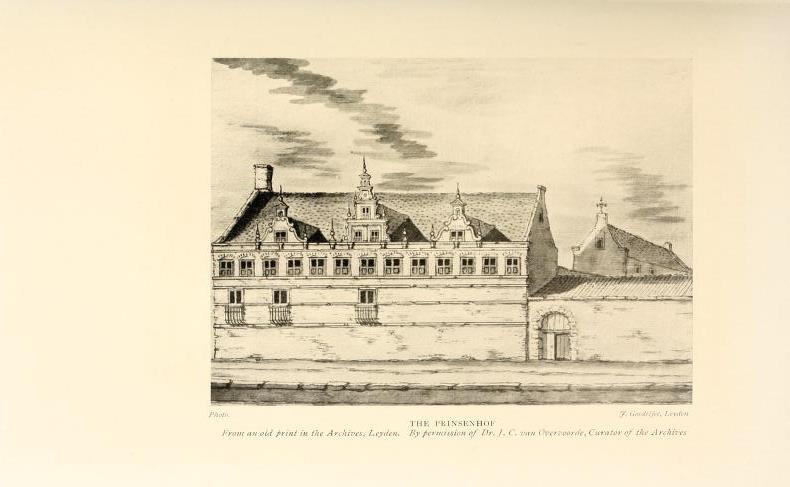 Photo. F. Goedeljee, Leyden
THE PRINSENHOF
From an old print in the Archives, Leyden. By permission of Dr. J. C. van Overvoorde, Curator of the Archives